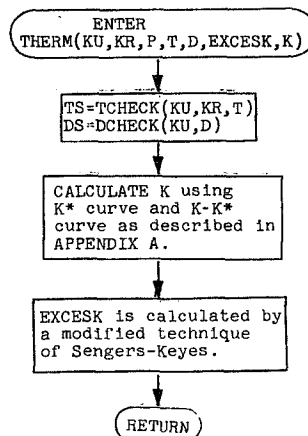 ENTER
THERM(KU,KR,P,T,D,EXCESK,K)
TS=TCHECK(KU,KR,T)
DS=DCHECK(KU,D)
CALCULATE K using
K* curve and K-K*
curve as described in
APPENDIX A.
EXCESK is calculated by
a modified technique
of Sengers-Keyes.
RETURN